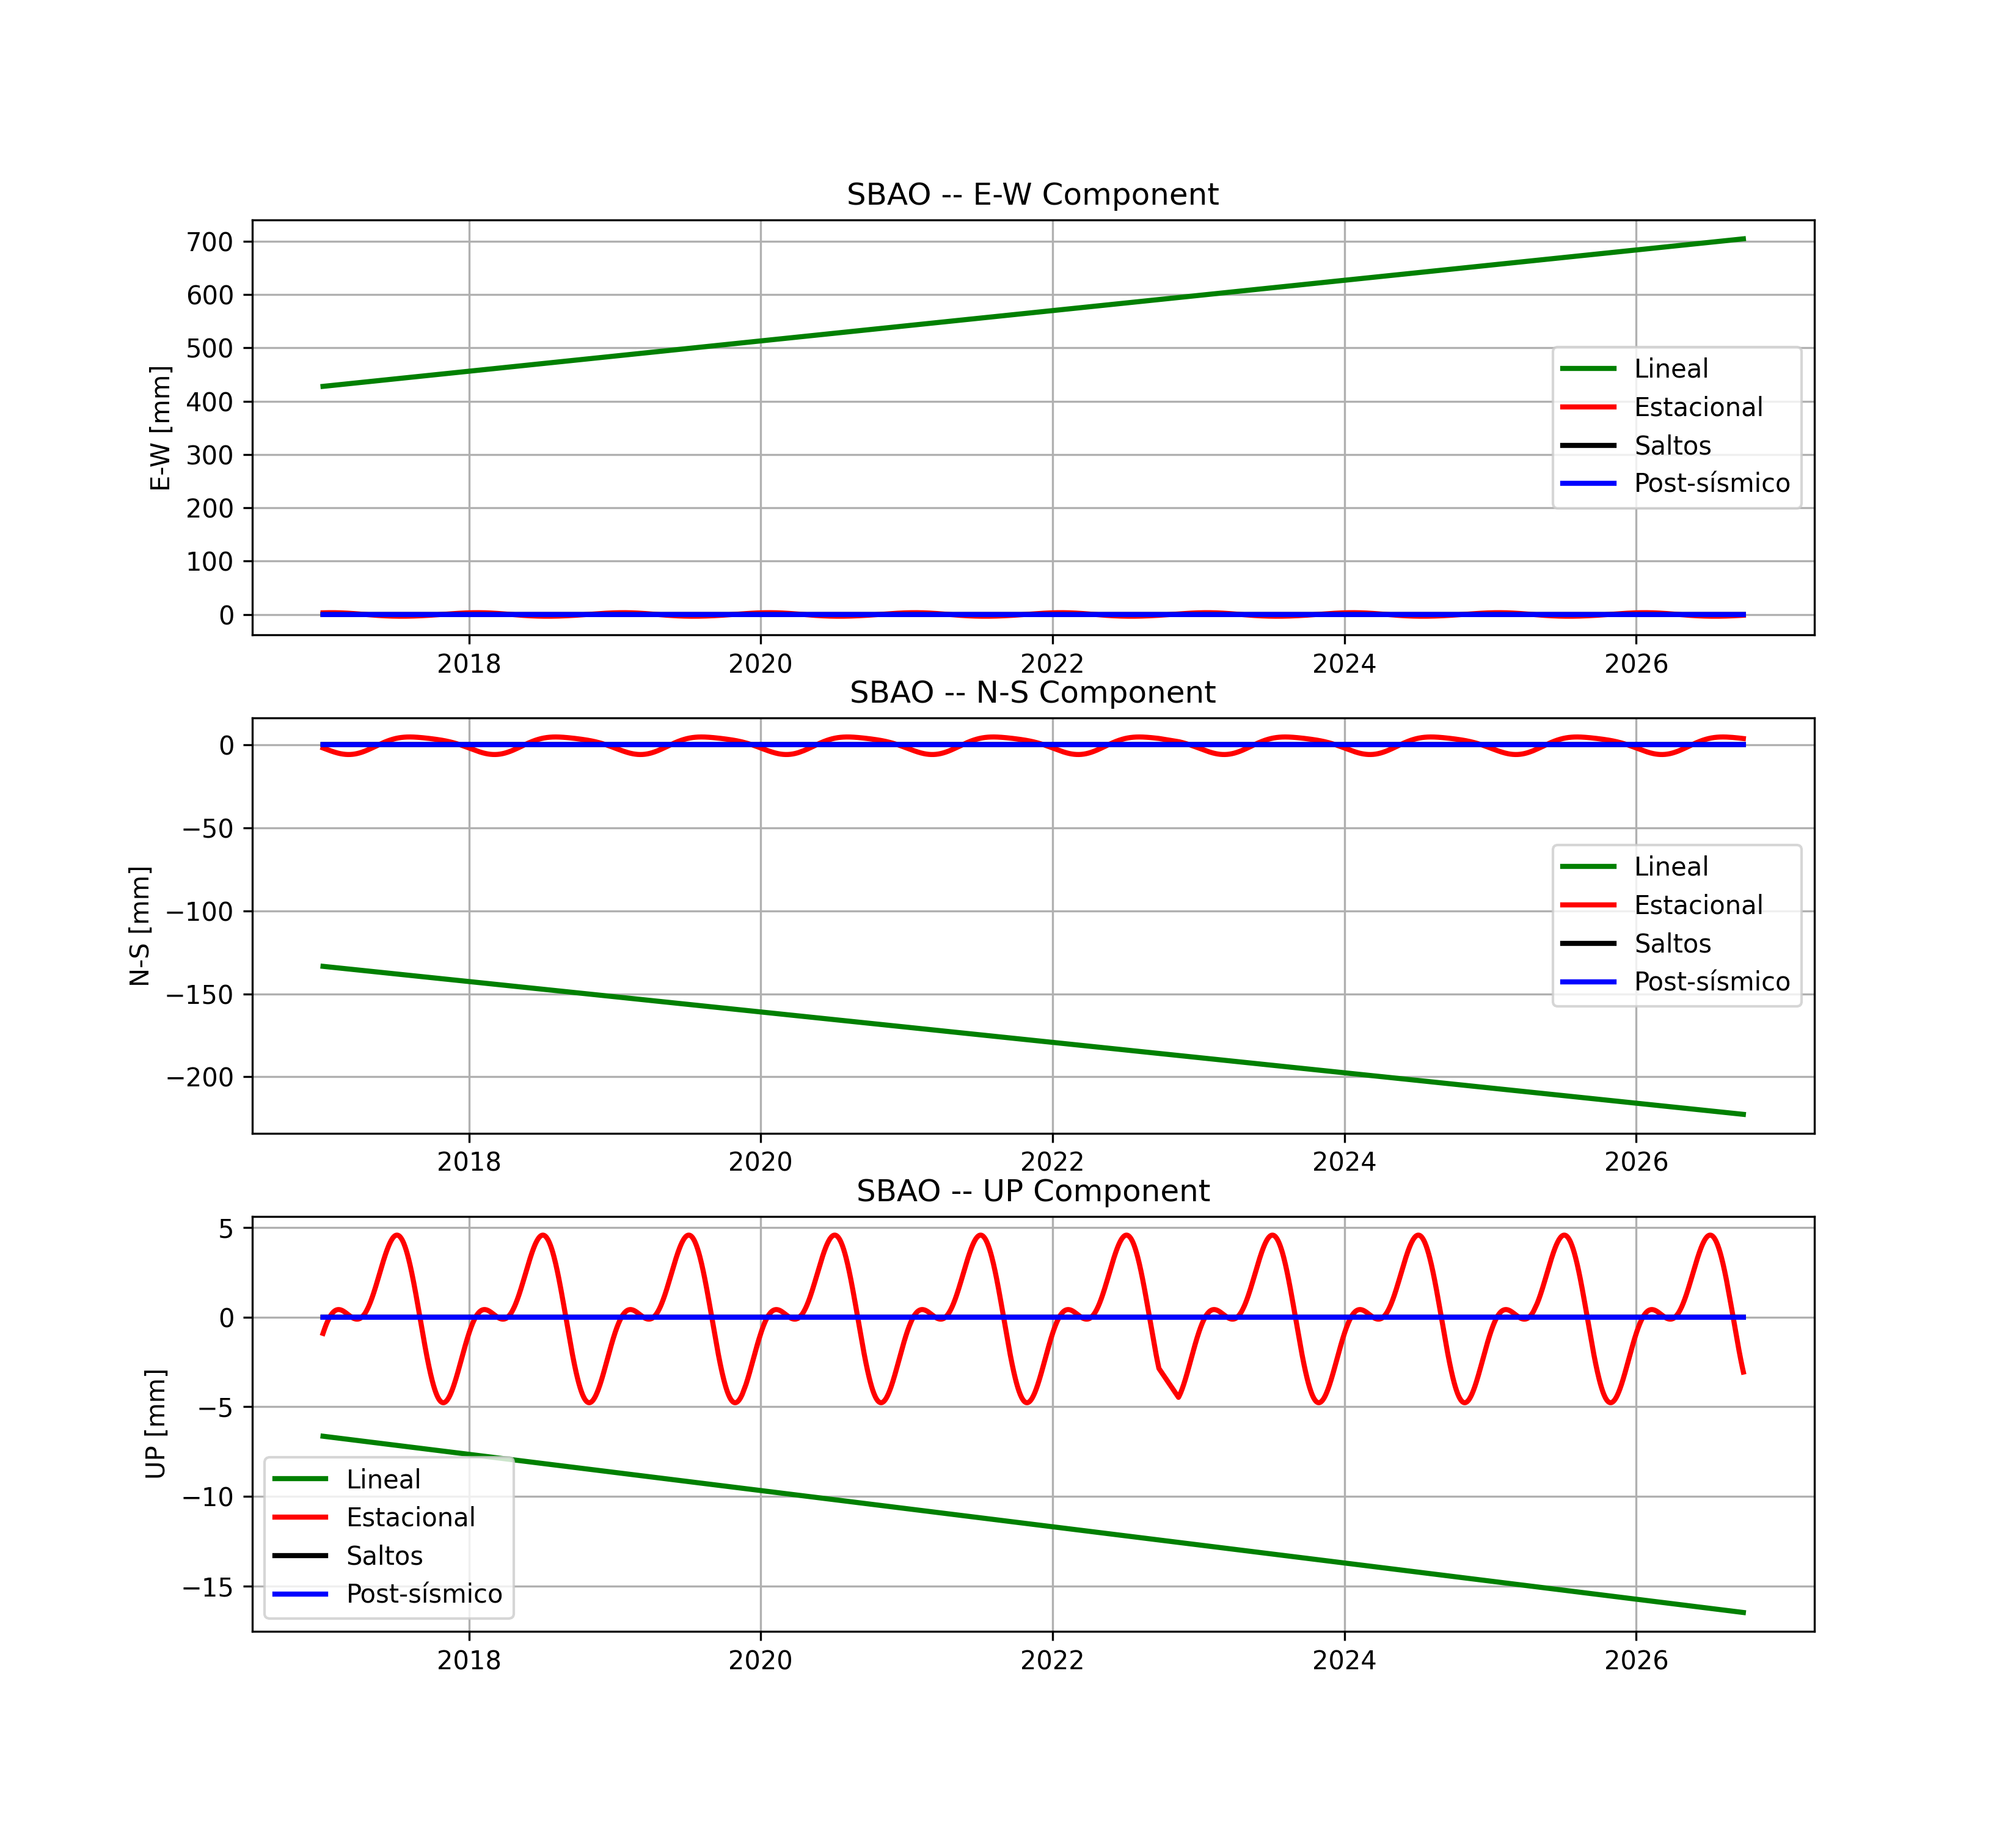 SBAO -- E-W Component
E-W [mm]
700
600
500
400
300
200
100
0
Lineal
Estacional
Saltos
Post-sísmico
2018 2020 2022 2024 2026
SBAO -- N-S Component
N-S [mm]
0
−50
−100
−150
−200
Lineal
Estacional
Saltos
Post-sísmico
2018 2020 2022 2024 2026
SBAO -- UP Component
UP [mm]
5
0
−5
−10
−15
Lineal
Estacional
Saltos
Post-sísmico
2018 2020 2022 2024 2026